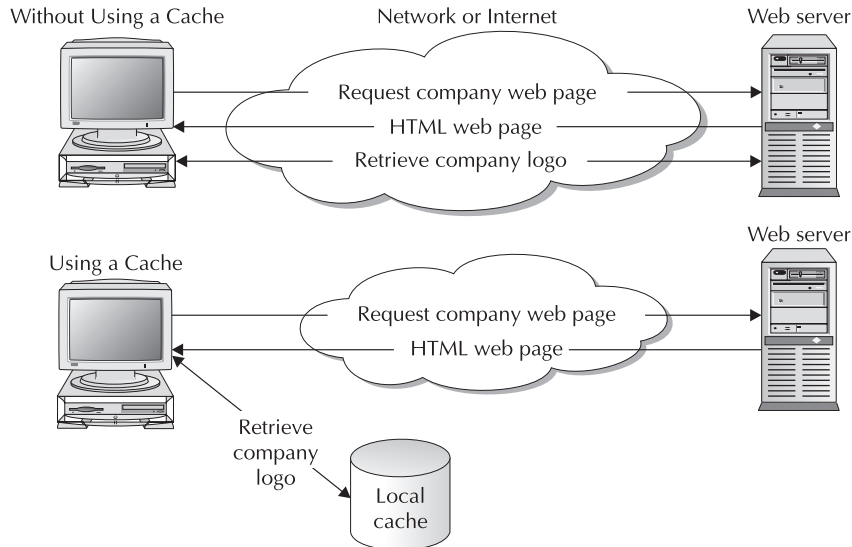 Without Using a Cache
Network or Internet
Web server
Request company web page
HTML web page
Retrieve company logo
Web server
Using a Cache
Request company web page
HTML web page
Retrieve
company
logo
Local
cache